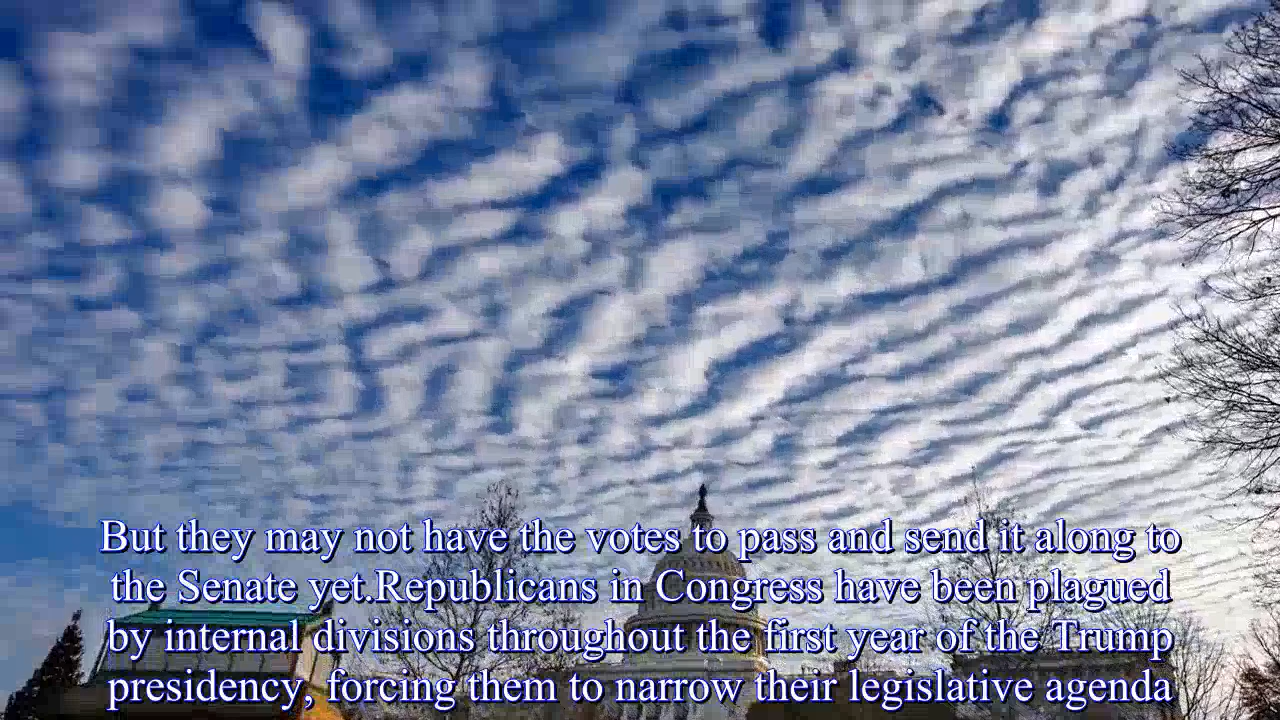 But they may not have the votes to pass and send it along to
the Senate yet.Republicans in Congress have been plagued
by internal divisions throughout the first year of the Trump
presidency, forcing them to narrow their legislative agenda